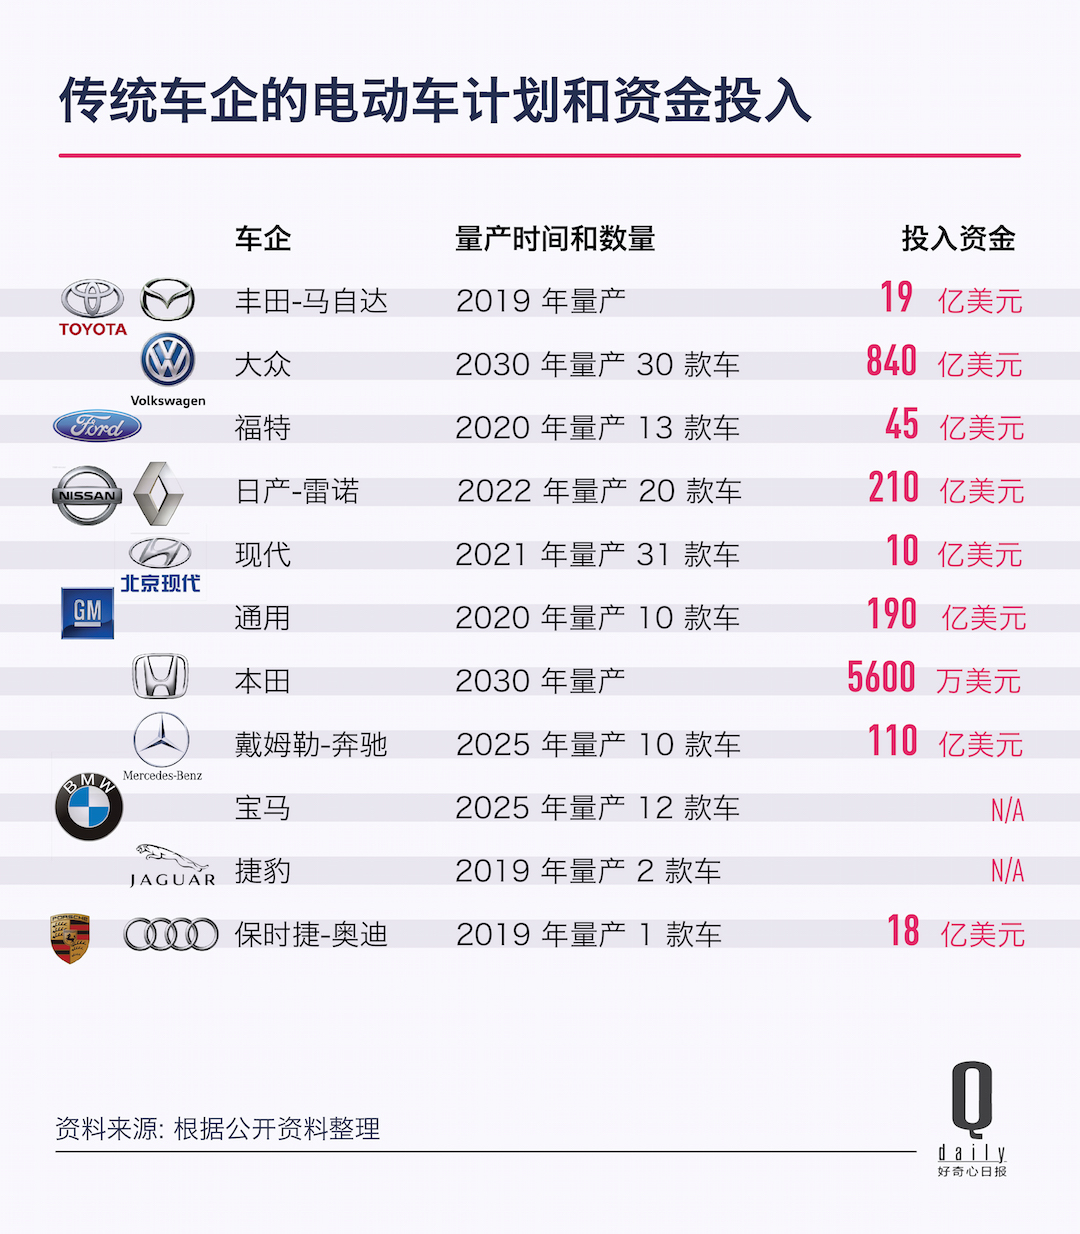 传统车企的电动车计划和资金投入
车企 量产时间和数量 投入资金
TOYOTA 丰田-马自达 2019 年量产 19 亿美元
Volkswagen 大众 2030 年量产 30 款车 840 亿美元
Ford 福特 2020 年量产 13 款车 45 亿美元
NISSAN 日产-雷诺 2022 年量产 20 款车 210 亿美元
北京现代 现代 2021 年量产 31 款车 10 亿美元
GM 通用 2020 年量产 10 款车 190 亿美元
本田 2030 年量产 5600 万美元
Mercedes-Benz 戴姆勒-奔驰 2025 年量产 10 款车 110 亿美元
BMW 宝马 2025 年量产 12 款车 N/A
JAGUAR 捷豹 2019 年量产 2 款车 N/A
PORSCHE 保时捷-奥迪 2019 年量产 1 款车 18 亿美元
资料来源: 根据公开资料整理
Q
daily
好奇心日报